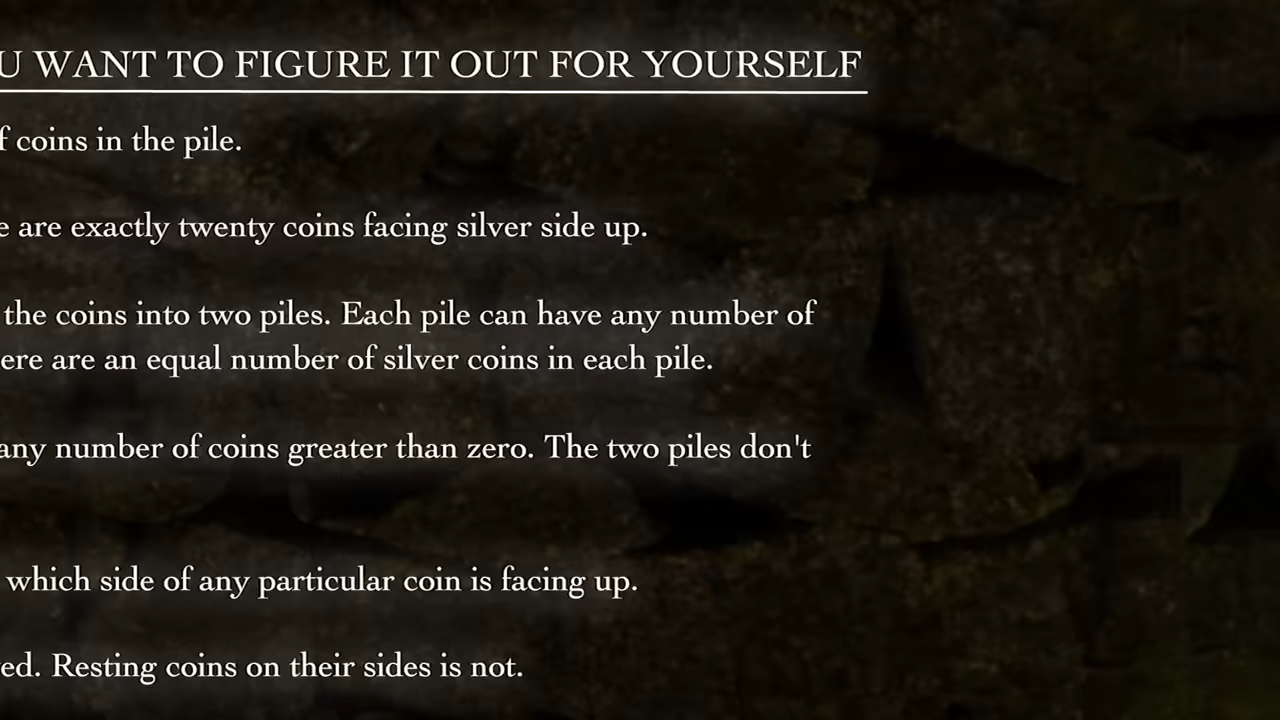 U WANT TO FIGURE IT OUT FOR YOURSELF
f coins in the pile.
e are exactly twenty coins facing silver side up.
the coins into two piles. Each pile can have any number of
ere are an equal number of silver coins in each pile.
any number of coins greater than zero. The two piles don't
which side of any particular coin is facing up.
ed. Resting coins on their sides is not.